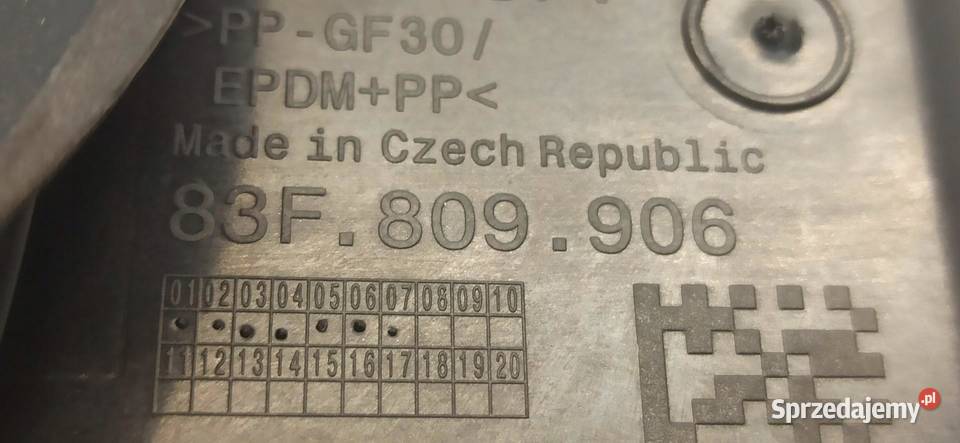 >PP-GF30/
EPDM+PP<
Made in Czech Republic
83F.809.906
01 02 03 04 05 06 07 08 09 10
11 12 13 14 15 16 17 18 19 20
Sprzedajemy.pl